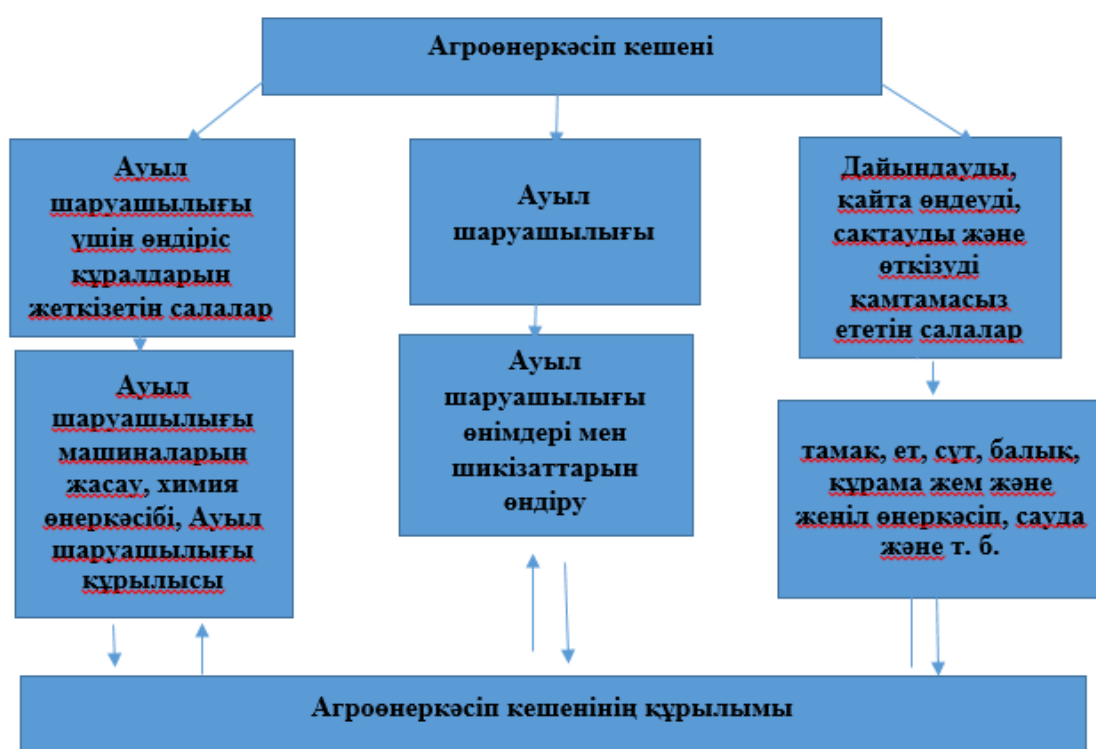 Агроөнеркәсіп кешені
Ауыл
шаруашылығы
үшін өндіріс
құралдарын
жеткізетін салалар
Ауыл
шаруашылығы
Дайындауды,
қайта өңдеуді,
сақтауды және
өткізуді
қамтамасыз
ететін салалар
Ауыл
шаруашылығы
машиналарын
жасау, химия
өнеркәсібі, Ауыл
шаруашылығы
құрылысы
Ауыл
шаруашылығы
өнімдері мен
шикізаттарын
өндіру
тамақ, ет, сүт, балық,
құрама жем және
жеңіл өнеркәсіп, сауда
және т. б.
Агроөнеркәсіп кешенінің құрылымы